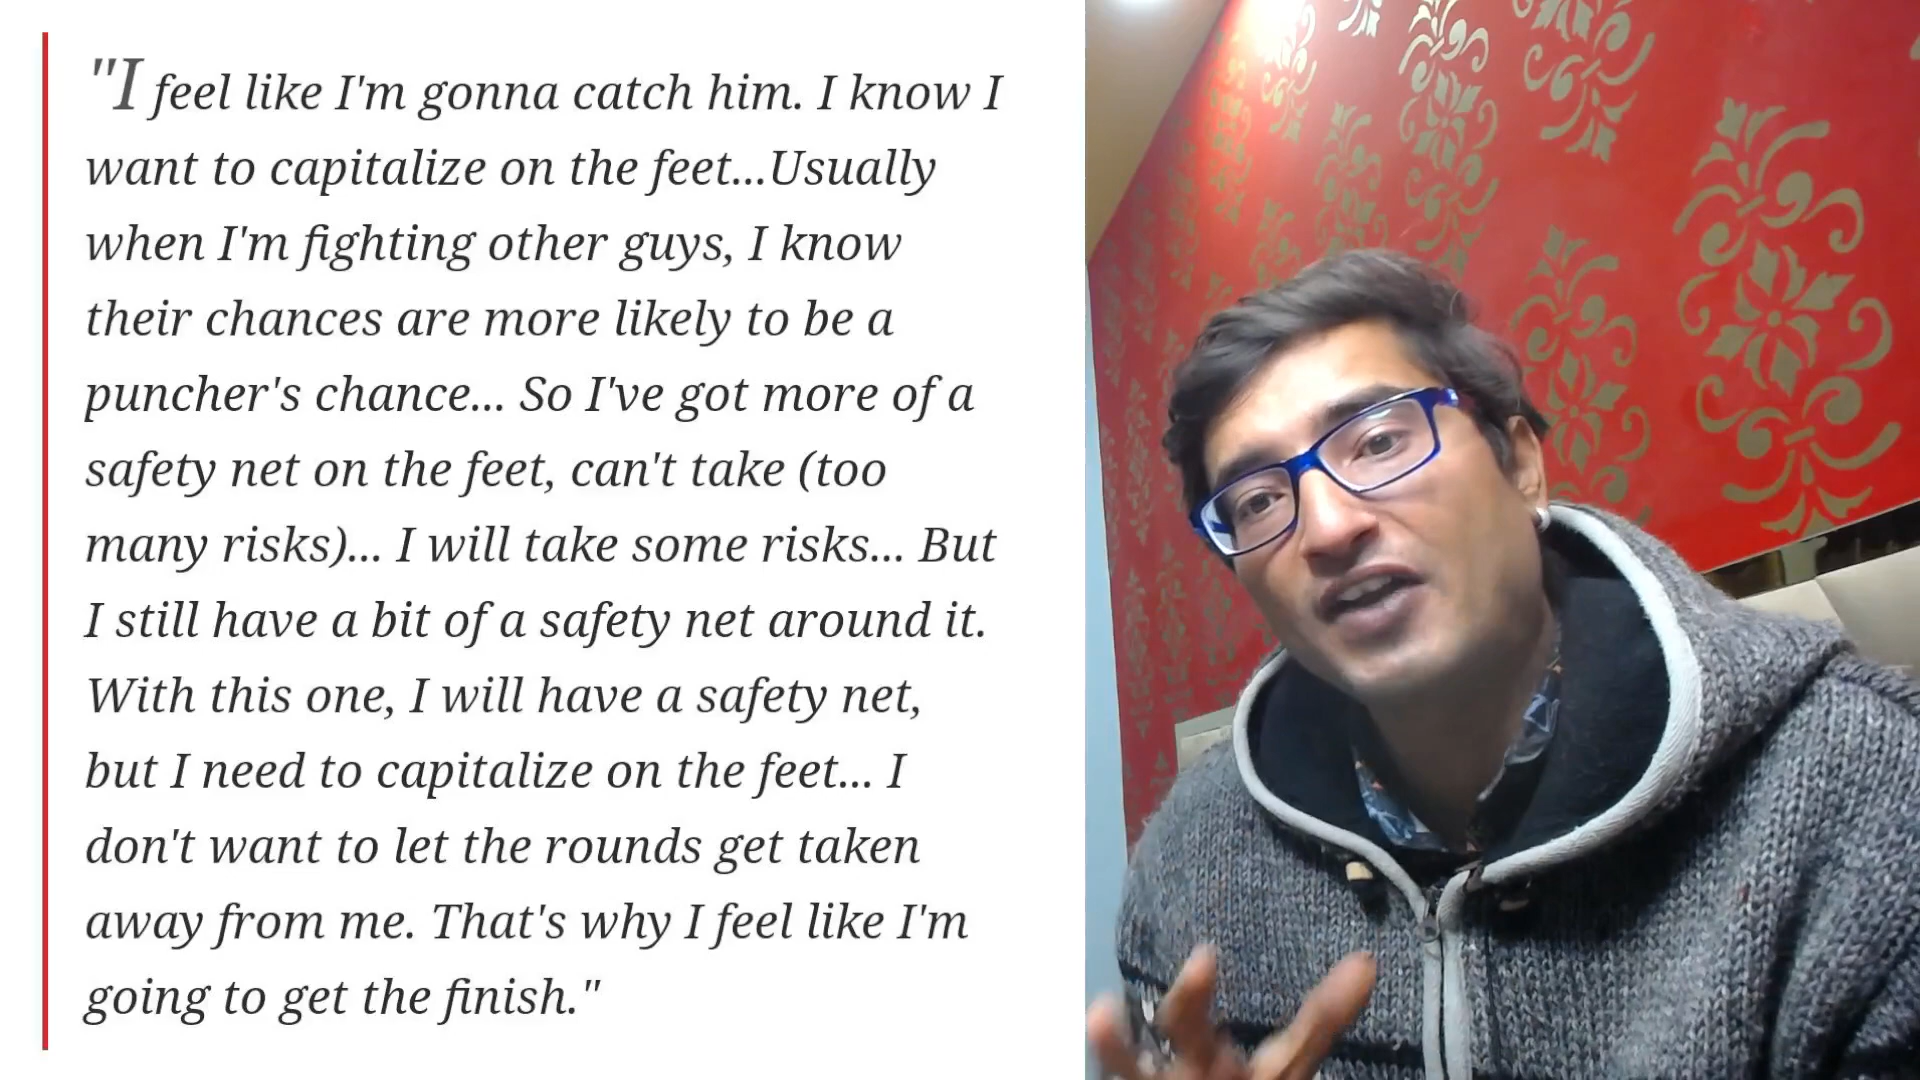 "I feel like I'm gonna catch him. I know I
want to capitalize on the feet...Usually
when I'm fighting other guys, I know
their chances are more likely to be a
puncher's chance... So I've got more of a
safety net on the feet, can't take (too
many risks)... I will take some risks... But
I still have a bit of a safety net around it.
With this one, I will have a safety net,
but I need to capitalize on the feet... I
don't want to let the rounds get taken
away from me. That's why I feel like I'm
going to get the finish."